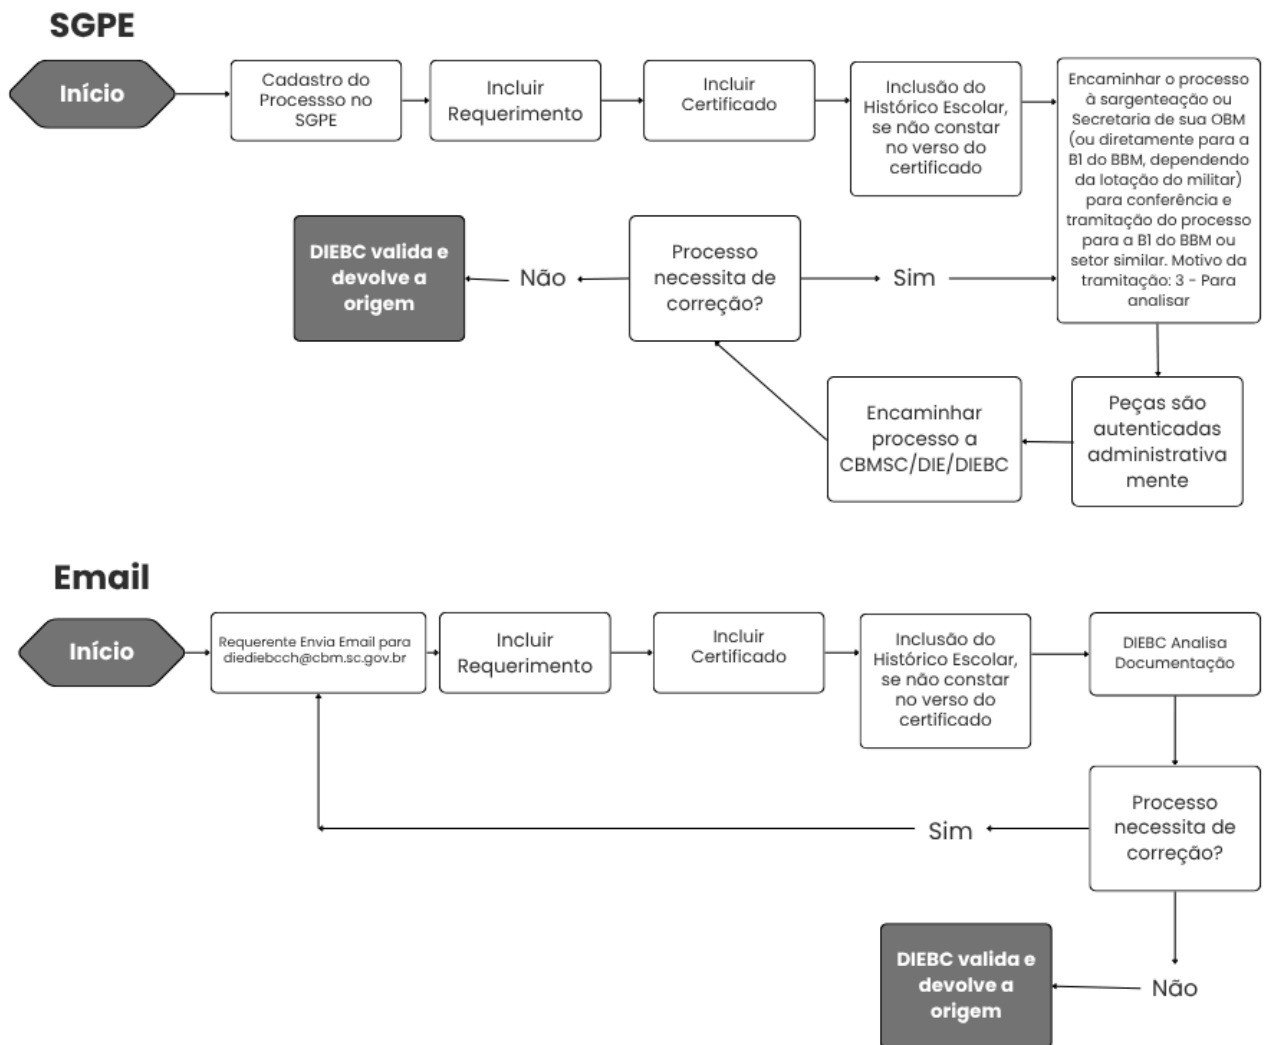 SGPE
Início
Cadastro do
Processso no
SGPE
Incluir
Requerimento
Incluir
Certificado
Inclusão do
Histórico Escolar,
se não constar
no verso do
certificado
Encaminhar o processo
à sargenteação ou
Secretaria de sua OBM
(ou diretamente para a
B1 do BBM, dependendo
da lotação do militar)
para conferência e
tramitação do processo
para a B1 do BBM ou
setor similar. Motivo da
tramitação: 3 - Para
analisar
DIEBC valida e
devolve a
origem
Não
Processo
necessita de
correção?
Sim
Encaminhar
processo a
CBMSC/DIE/DIEBC
Peças são
autenticadas
administrativa
mente
Email
Início
Requerente Envia Email para
diediebcch@cbm.sc.gov.br
Incluir
Requerimento
Incluir
Certificado
Inclusão do
Histórico Escolar,
se não constar
no verso do
certificado
DIEBC Analisa
Documentação
Processo
necessita de
correção?
Sim
DIEBC valida e
devolve a
origem
Não